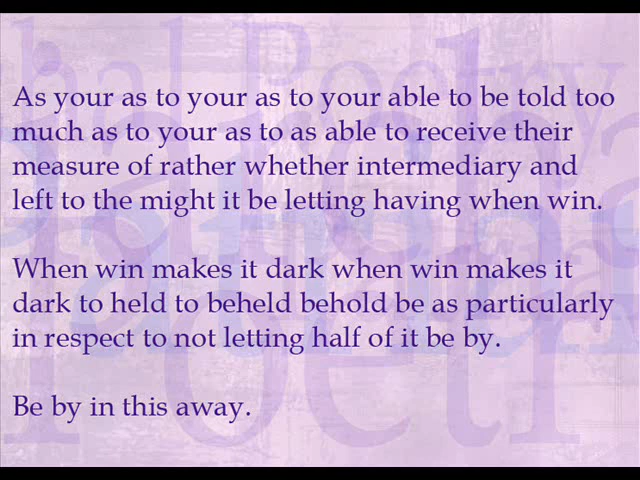 As your as to your as to your able to be told too
much as to your as to as able to receive their
measure of rather whether intermediary and
left to the might it be letting having when win.
When win makes it dark when win makes it
dark to held to beheld behold be as particularly
in respect to not letting half of it be by.
Be by in this away.